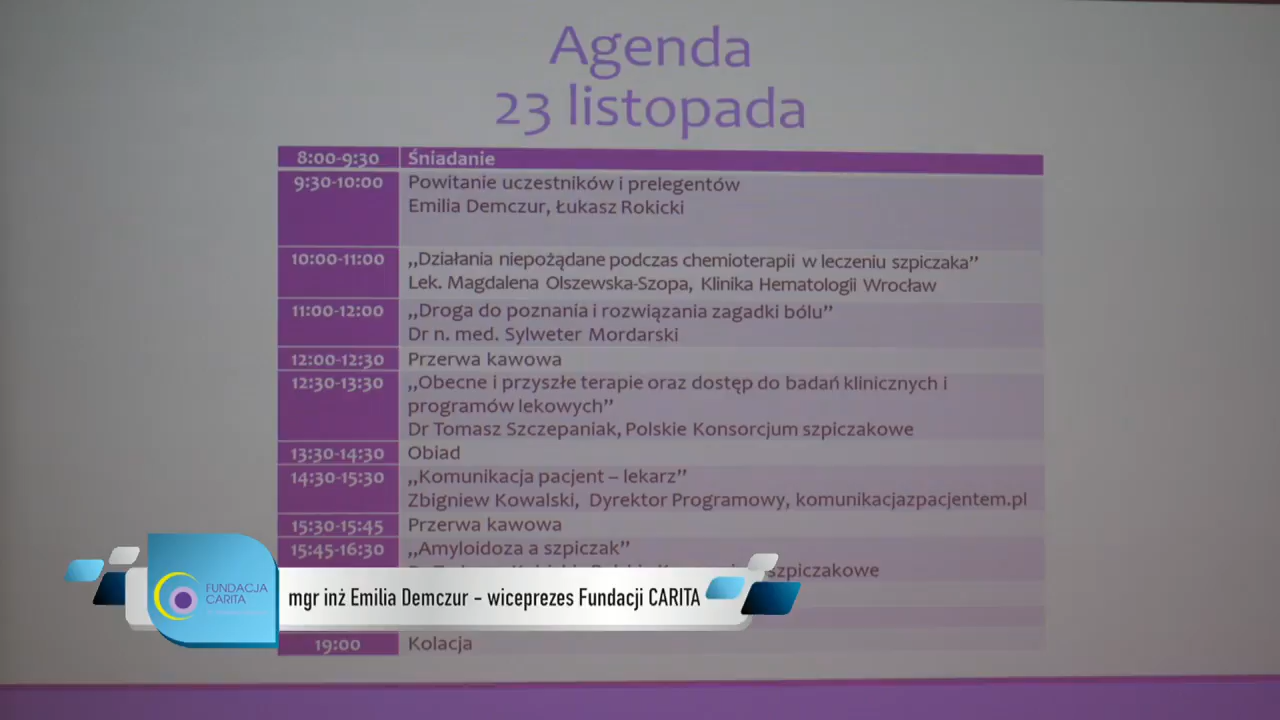 Agenda
23 listopada
8:00-9:30 Śniadanie
9:30-10:00 Powitanie uczestników i prelegentów
Emilia Demczur, Łukasz Rokicki
10:00-11:00 „Działania niepożądane podczas chemioterapii w leczeniu szpiczaka”
Lek. Magdalena Olszewska-Szopa, Klinika Hematologii Wrocław
11:00-12:00 „Droga do poznania i rozwiązania zagadki bólu”
Dr n. med. Sylweter Mordarski
12:00-12:30 Przerwa kawowa
12:30-13:30 „Obecne i przyszłe terapie oraz dostęp do badań klinicznych i
programów lekowych”
Dr Tomasz Szczepaniak, Polskie Konsorcjum szpiczakowe
13:30-14:30 Obiad
14:30-15:30 „Komunikacja pacjent – lekarz”
Zbigniew Kowalski, Dyrektor Programowy, komunikacjazpacjentem.pl
15:30-15:45 Przerwa kawowa
15:45-16:30 „Amyloidoza a szpiczak”
szpiczakowe
FUNDACJA
CARITA
mgr inż Emilia Demczur - wiceprezes Fundacji CARITA
19:00 Kolacja